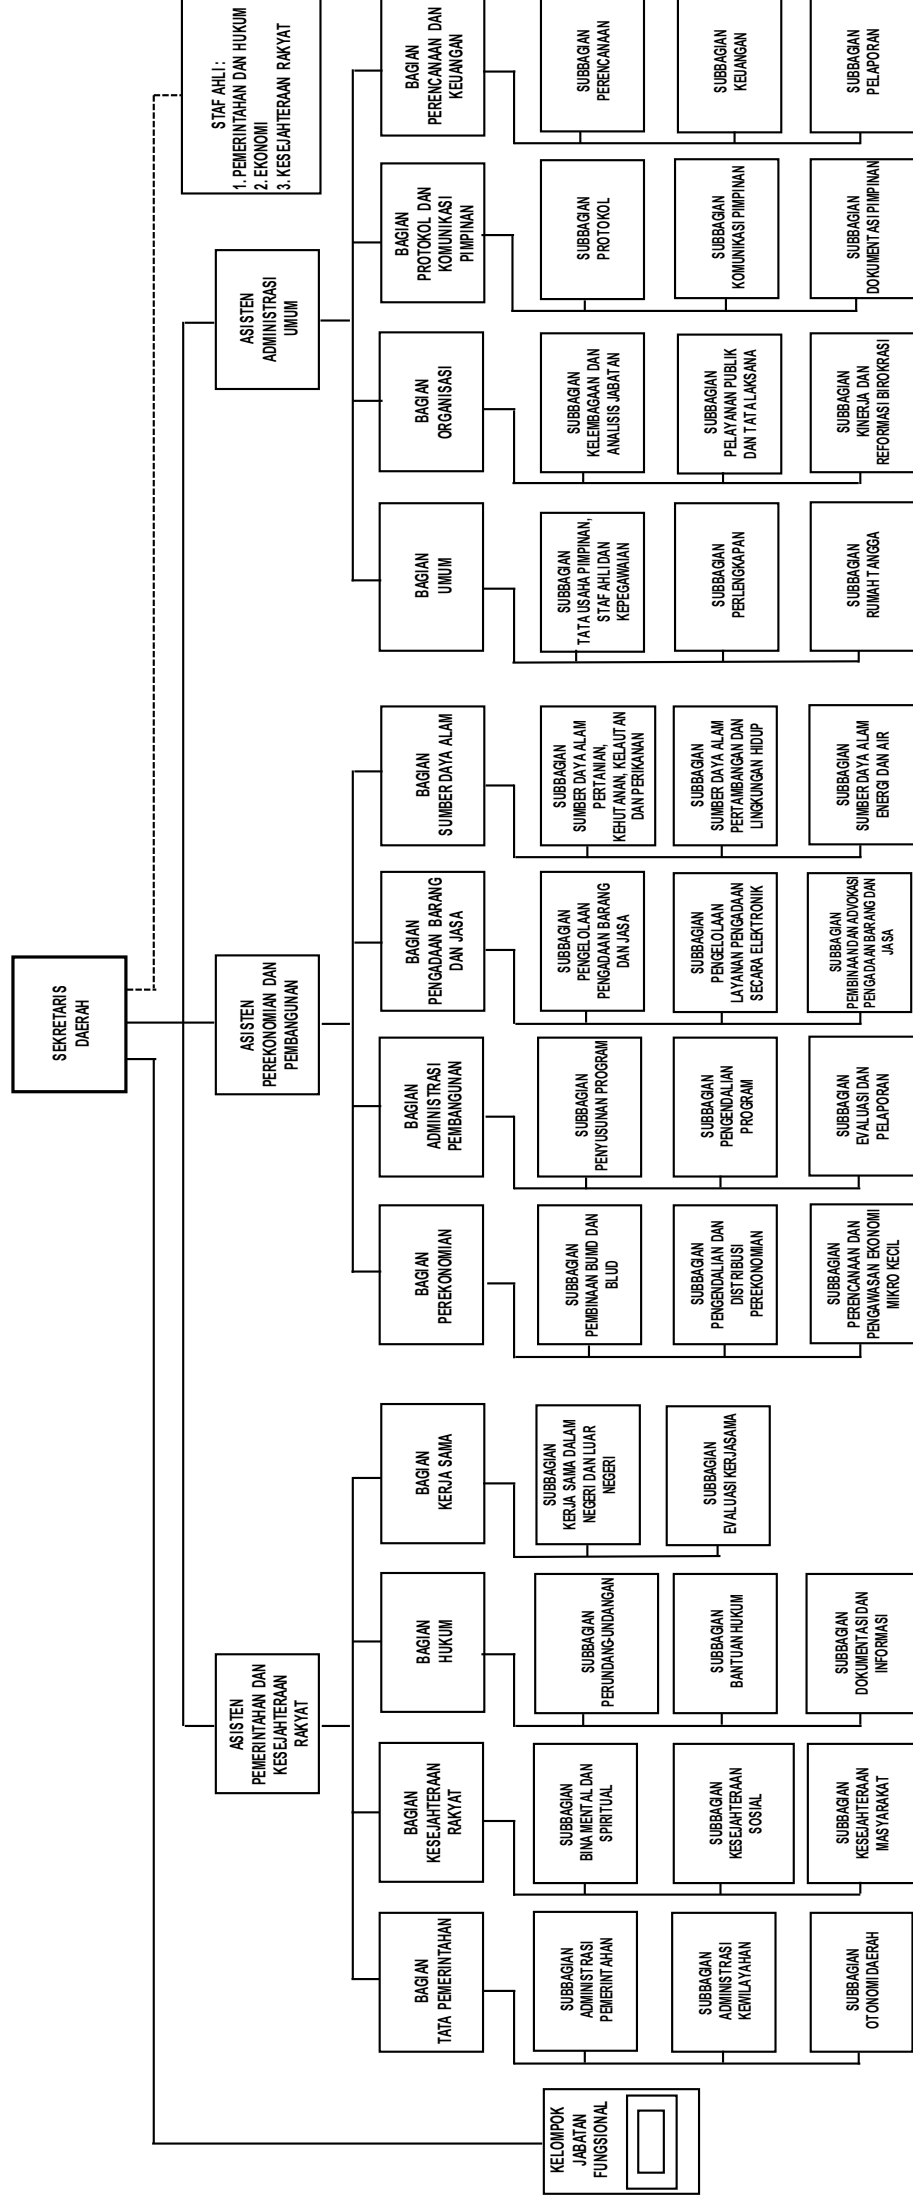 SEKRETARIS
DAERAH
STAF AHLI :
1. PEMERINTAHAN DAN HUKUM
2. EKONOMI
3. KESEJAHTERAAN RAKYAT
ASISTEN
PEMERINTAHAN DAN
KESEJAHTERAAN
RAKYAT
ASISTEN
PEREKONOMIAN DAN
PEMBANGUNAN
ASISTEN
ADMINISTRASI
UMUM
BAGIAN
TATA PEMERINTAHAN
BAGIAN
KESEJAHTERAAN
RAKYAT
BAGIAN
HUKUM
BAGIAN
KERJA SAMA
BAGIAN
PEREKONOMIAN
BAGIAN
ADMINISTRASI
PEMBANGUNAN
BAGIAN
PENGADAAN BARANG
DAN JASA
BAGIAN
SUMBER DAYA ALAM
BAGIAN
UMUM
BAGIAN
ORGANISASI
BAGIAN
PROTOKOL DAN
KOMUNIKASI
PIMPINAN
BAGIAN
PERENCANAAN DAN
KEUANGAN
KELOMPOK
JABATAN
FUNGSIONAL
SUBBAGIAN
ADMINISTRASI
PEMERINTAHAN
SUBBAGIAN
BINA MENTAL DAN
SPIRITUAL
SUBBAGIAN
PERUNDANG-UNDANGAN
SUBBAGIAN
KERJA SAMA DALAM
NEGERI DAN LUAR
NEGERI
SUBBAGIAN
PEMBINAAN BUMD DAN
BLUD
SUBBAGIAN
PENYUSUNAN PROGRAM
SUBBAGIAN
PENGELOLAAN
PENGADAAN BARANG
DAN JASA
SUBBAGIAN
SUMBER DAYA ALAM
PERTANIAN,
KEHUTANAN, KELAUTAN
DAN PERIKANAN
SUBBAGIAN
TATA USAHA PIMPINAN,
STAF AHLI DAN
KEPEGAWAIAN
SUBBAGIAN
KELEMBAGAAN DAN
ANALISIS JABATAN
SUBBAGIAN
PROTOKOL
SUBBAGIAN
PERENCANAAN
SUBBAGIAN
ADMINISTRASI
KEWILAYAHAN
SUBBAGIAN
KESEJAHTERAAN
SOSIAL
SUBBAGIAN
BANTUAN HUKUM
SUBBAGIAN
EVALUASI KERJASAMA
SUBBAGIAN
PENGENDALIAN DAN
DISTRIBUSI
PEREKONOMIAN
SUBBAGIAN
PENGENDALIAN
PROGRAM
SUBBAGIAN
PENGELOLAAN
LAYANAN PENGADAAN
SECARA ELEKTRONIK
SUBBAGIAN
SUMBER DAYA ALAM
PERTAMBANGAN DAN
LINGKUNGAN HIDUP
SUBBAGIAN
PERLENGKAPAN
SUBBAGIAN
PELAYANAN PUBLIK
DAN TATALAKSANA
SUBBAGIAN
KOMUNIKASI PIMPINAN
SUBBAGIAN
KEUANGAN
SUBBAGIAN
OTONOMI DAERAH
SUBBAGIAN
KESEJAHTERAAN
MASYARAKAT
SUBBAGIAN
DOKUMENTASI DAN
INFORMASI
SUBBAGIAN
PERENCANAAN DAN
PENGAWASAN EKONOMI
MIKRO KECIL
SUBBAGIAN
EVALUASI DAN
PELAPORAN
SUBBAGIAN
PEMBINAAN DAN ADVOKASI
PENGADAAN BARANG DAN
JASA
SUBBAGIAN
SUMBER DAYA ALAM
ENERGI DAN AIR
SUBBAGIAN
RUMAH TANGGA
SUBBAGIAN
KINERJA DAN
REFORMASI BIROKRASI
SUBBAGIAN
DOKUMENTASI PIMPINAN
SUBBAGIAN
PELAPORAN